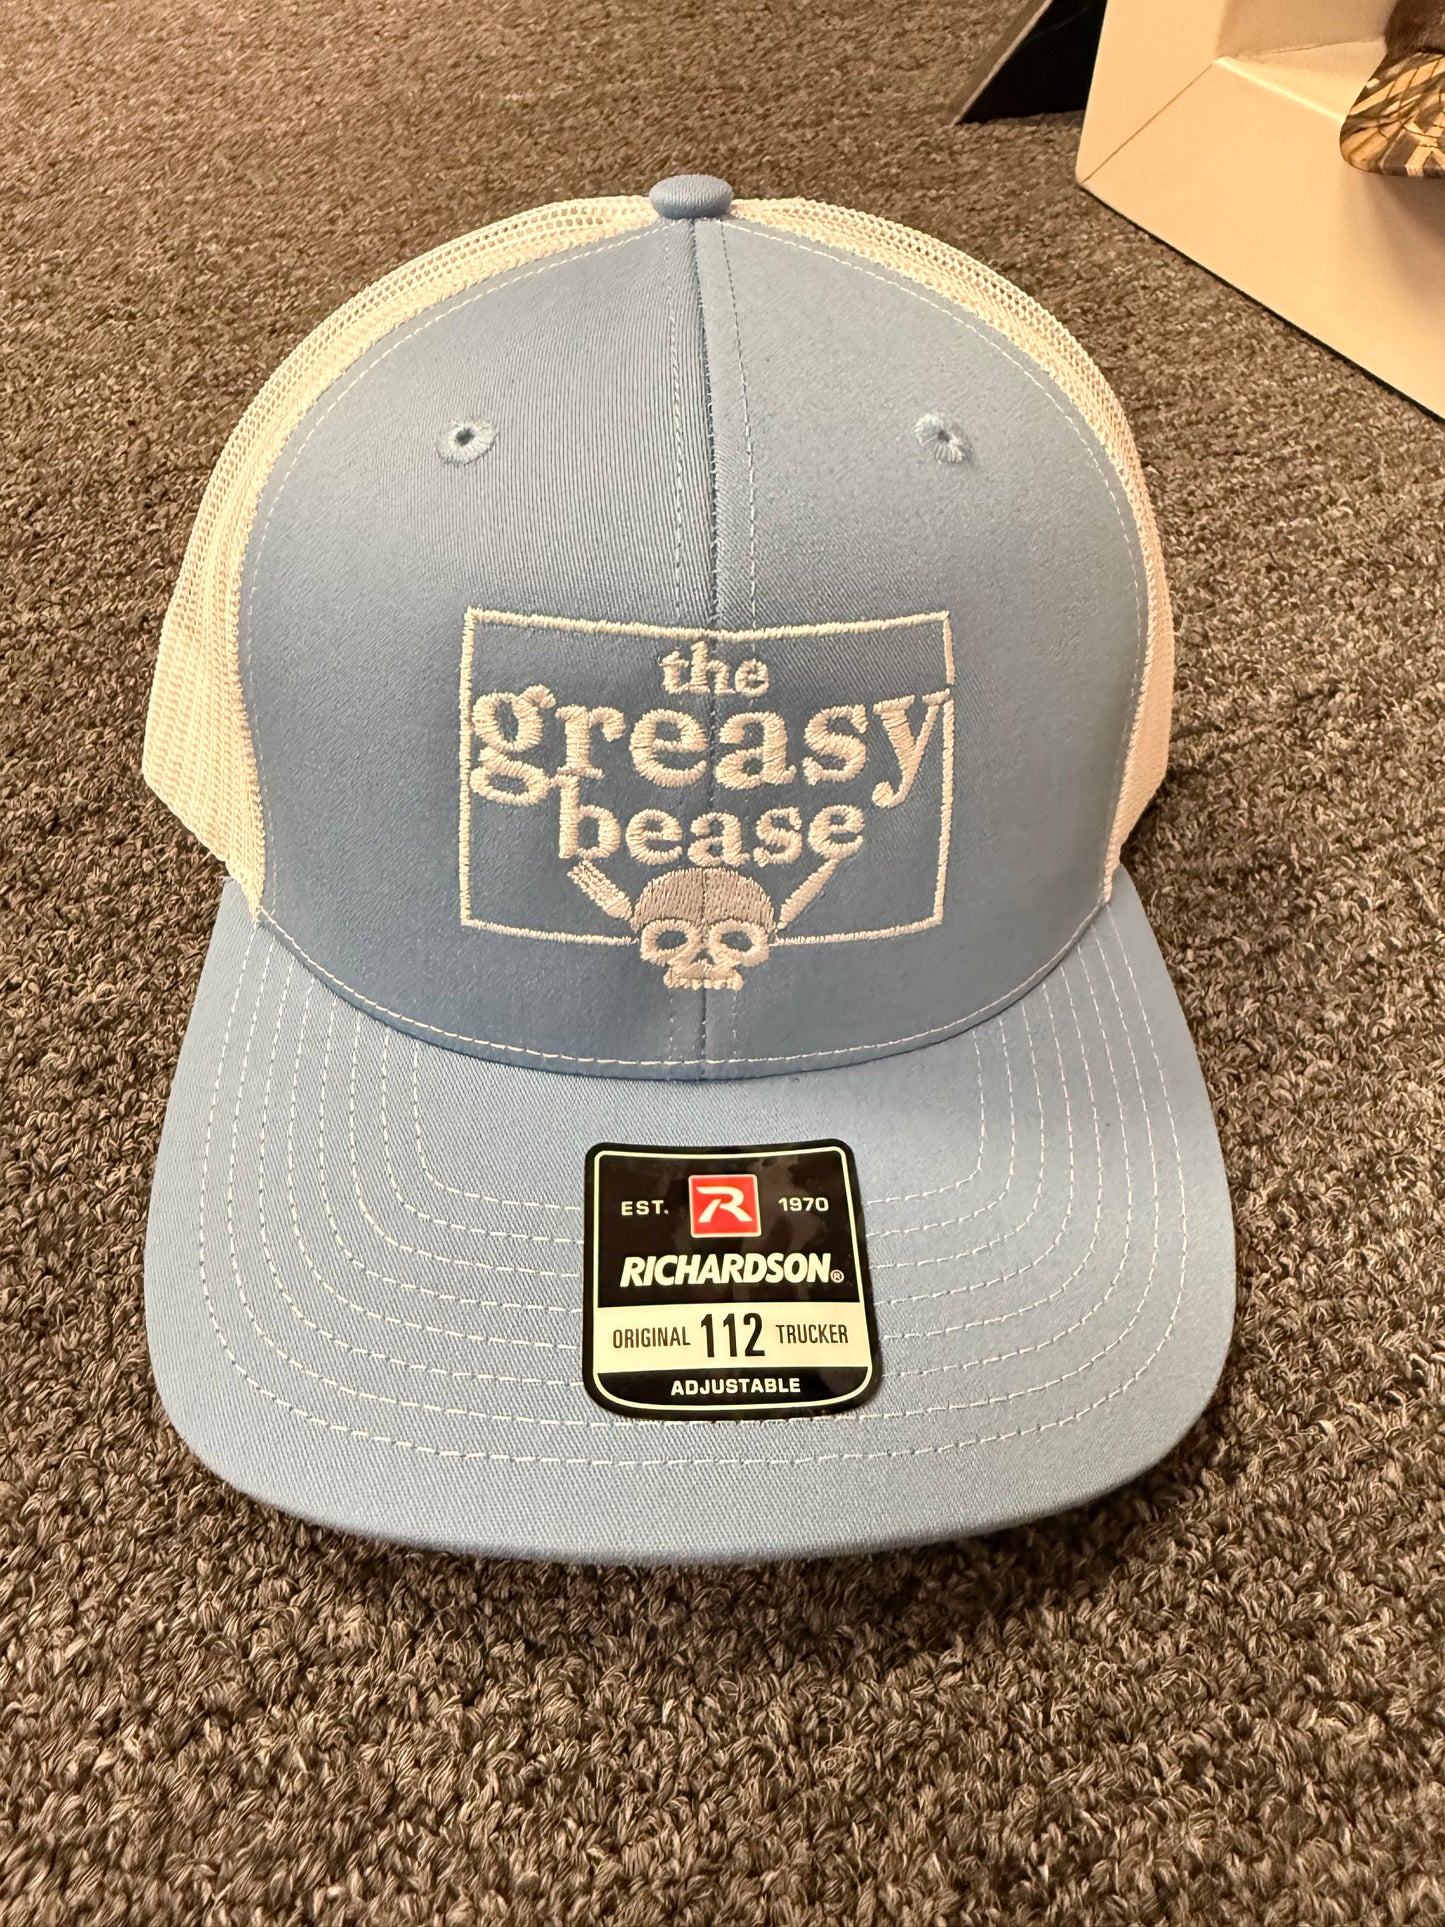 the
greasy
bease
EST. R 1970
RICHARDSON®
ORIGINAL 112 TRUCKER
ADJUSTABLE